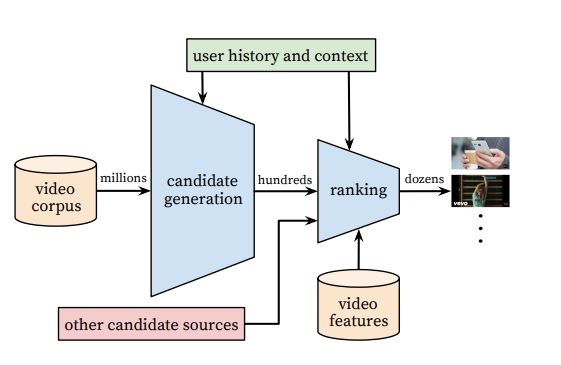 user history and context
millions
video
corpus
candidate
generation
hundreds
ranking
dozens
vevo
other candidate sources
video
features